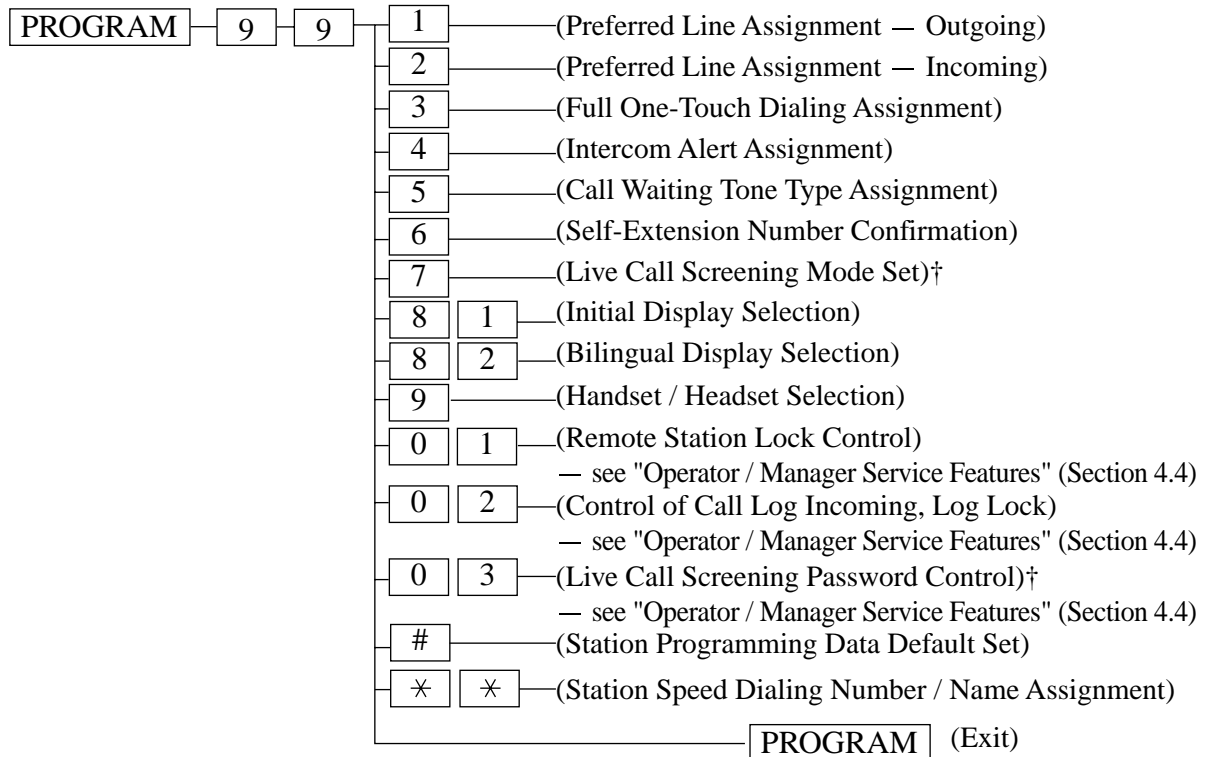 PROGRAM 9 9 1 (Preferred Line Assignment — Outgoing)
2 (Preferred Line Assignment — Incoming)
3 (Full One-Touch Dialing Assignment)
4 (Intercom Alert Assignment)
5 (Call Waiting Tone Type Assignment)
6 (Self-Extension Number Confirmation)
7 (Live Call Screening Mode Set)†
8 1 (Initial Display Selection)
8 2 (Bilingual Display Selection)
9 (Handset / Headset Selection)
0 1 (Remote Station Lock Control)
— see "Operator / Manager Service Features" (Section 4.4)
0 2 (Control of Call Log Incoming, Log Lock)
— see "Operator / Manager Service Features" (Section 4.4)
0 3 (Live Call Screening Password Control)†
— see "Operator / Manager Service Features" (Section 4.4)
# (Station Programming Data Default Set)
✳ ✳ (Station Speed Dialing Number / Name Assignment)
PROGRAM (Exit)